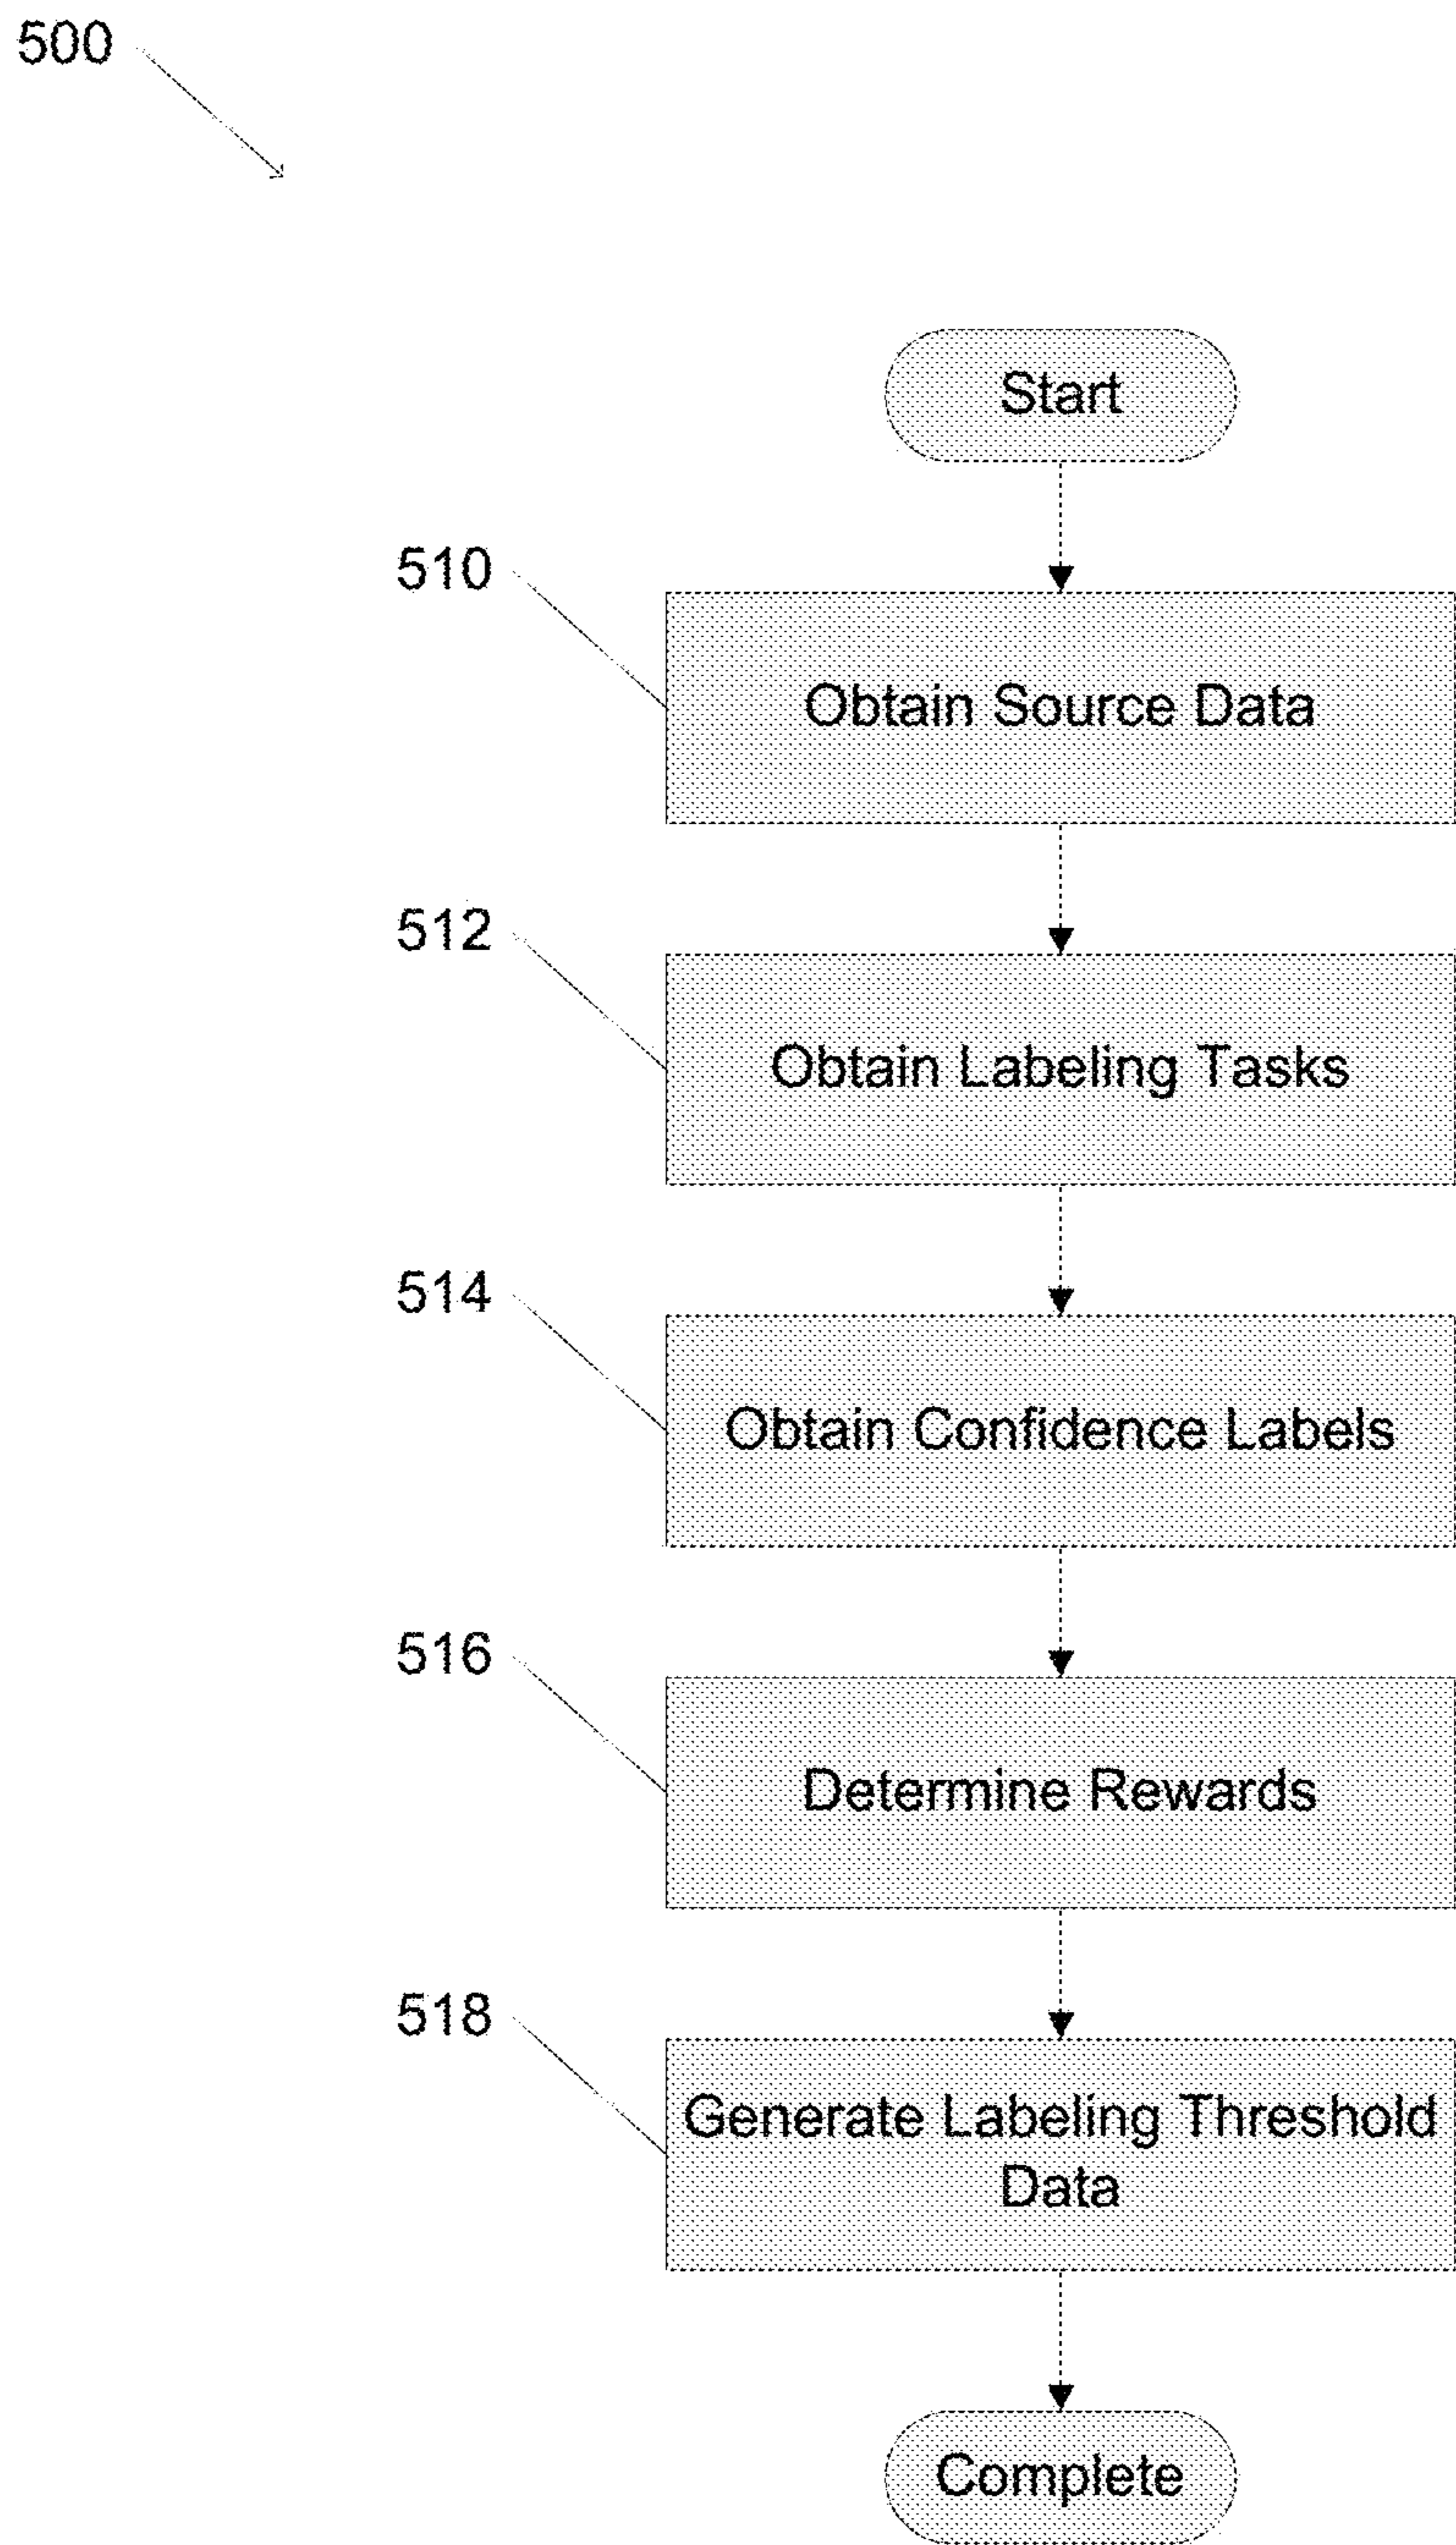 500
Start
510
Obtain Source Data
512
Obtain Labeling Tasks
514
Obtain Confidence Labels
516
Determine Rewards
518
Generate Labeling Threshold
Data
Complete